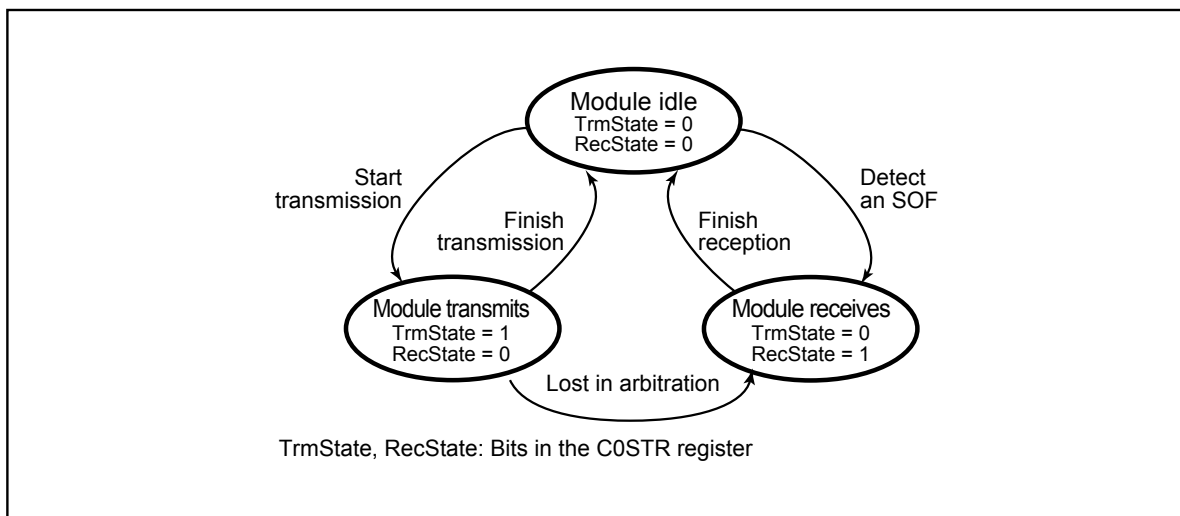 Module idle
TrmState = 0
RecState = 0
Start
transmission
Detect
an SOF
Finish
transmission
Finish
reception
Module transmits
TrmState = 1
RecState = 0
Module receives
TrmState = 0
RecState = 1
Lost in arbitration
TrmState, RecState: Bits in the C0STR register